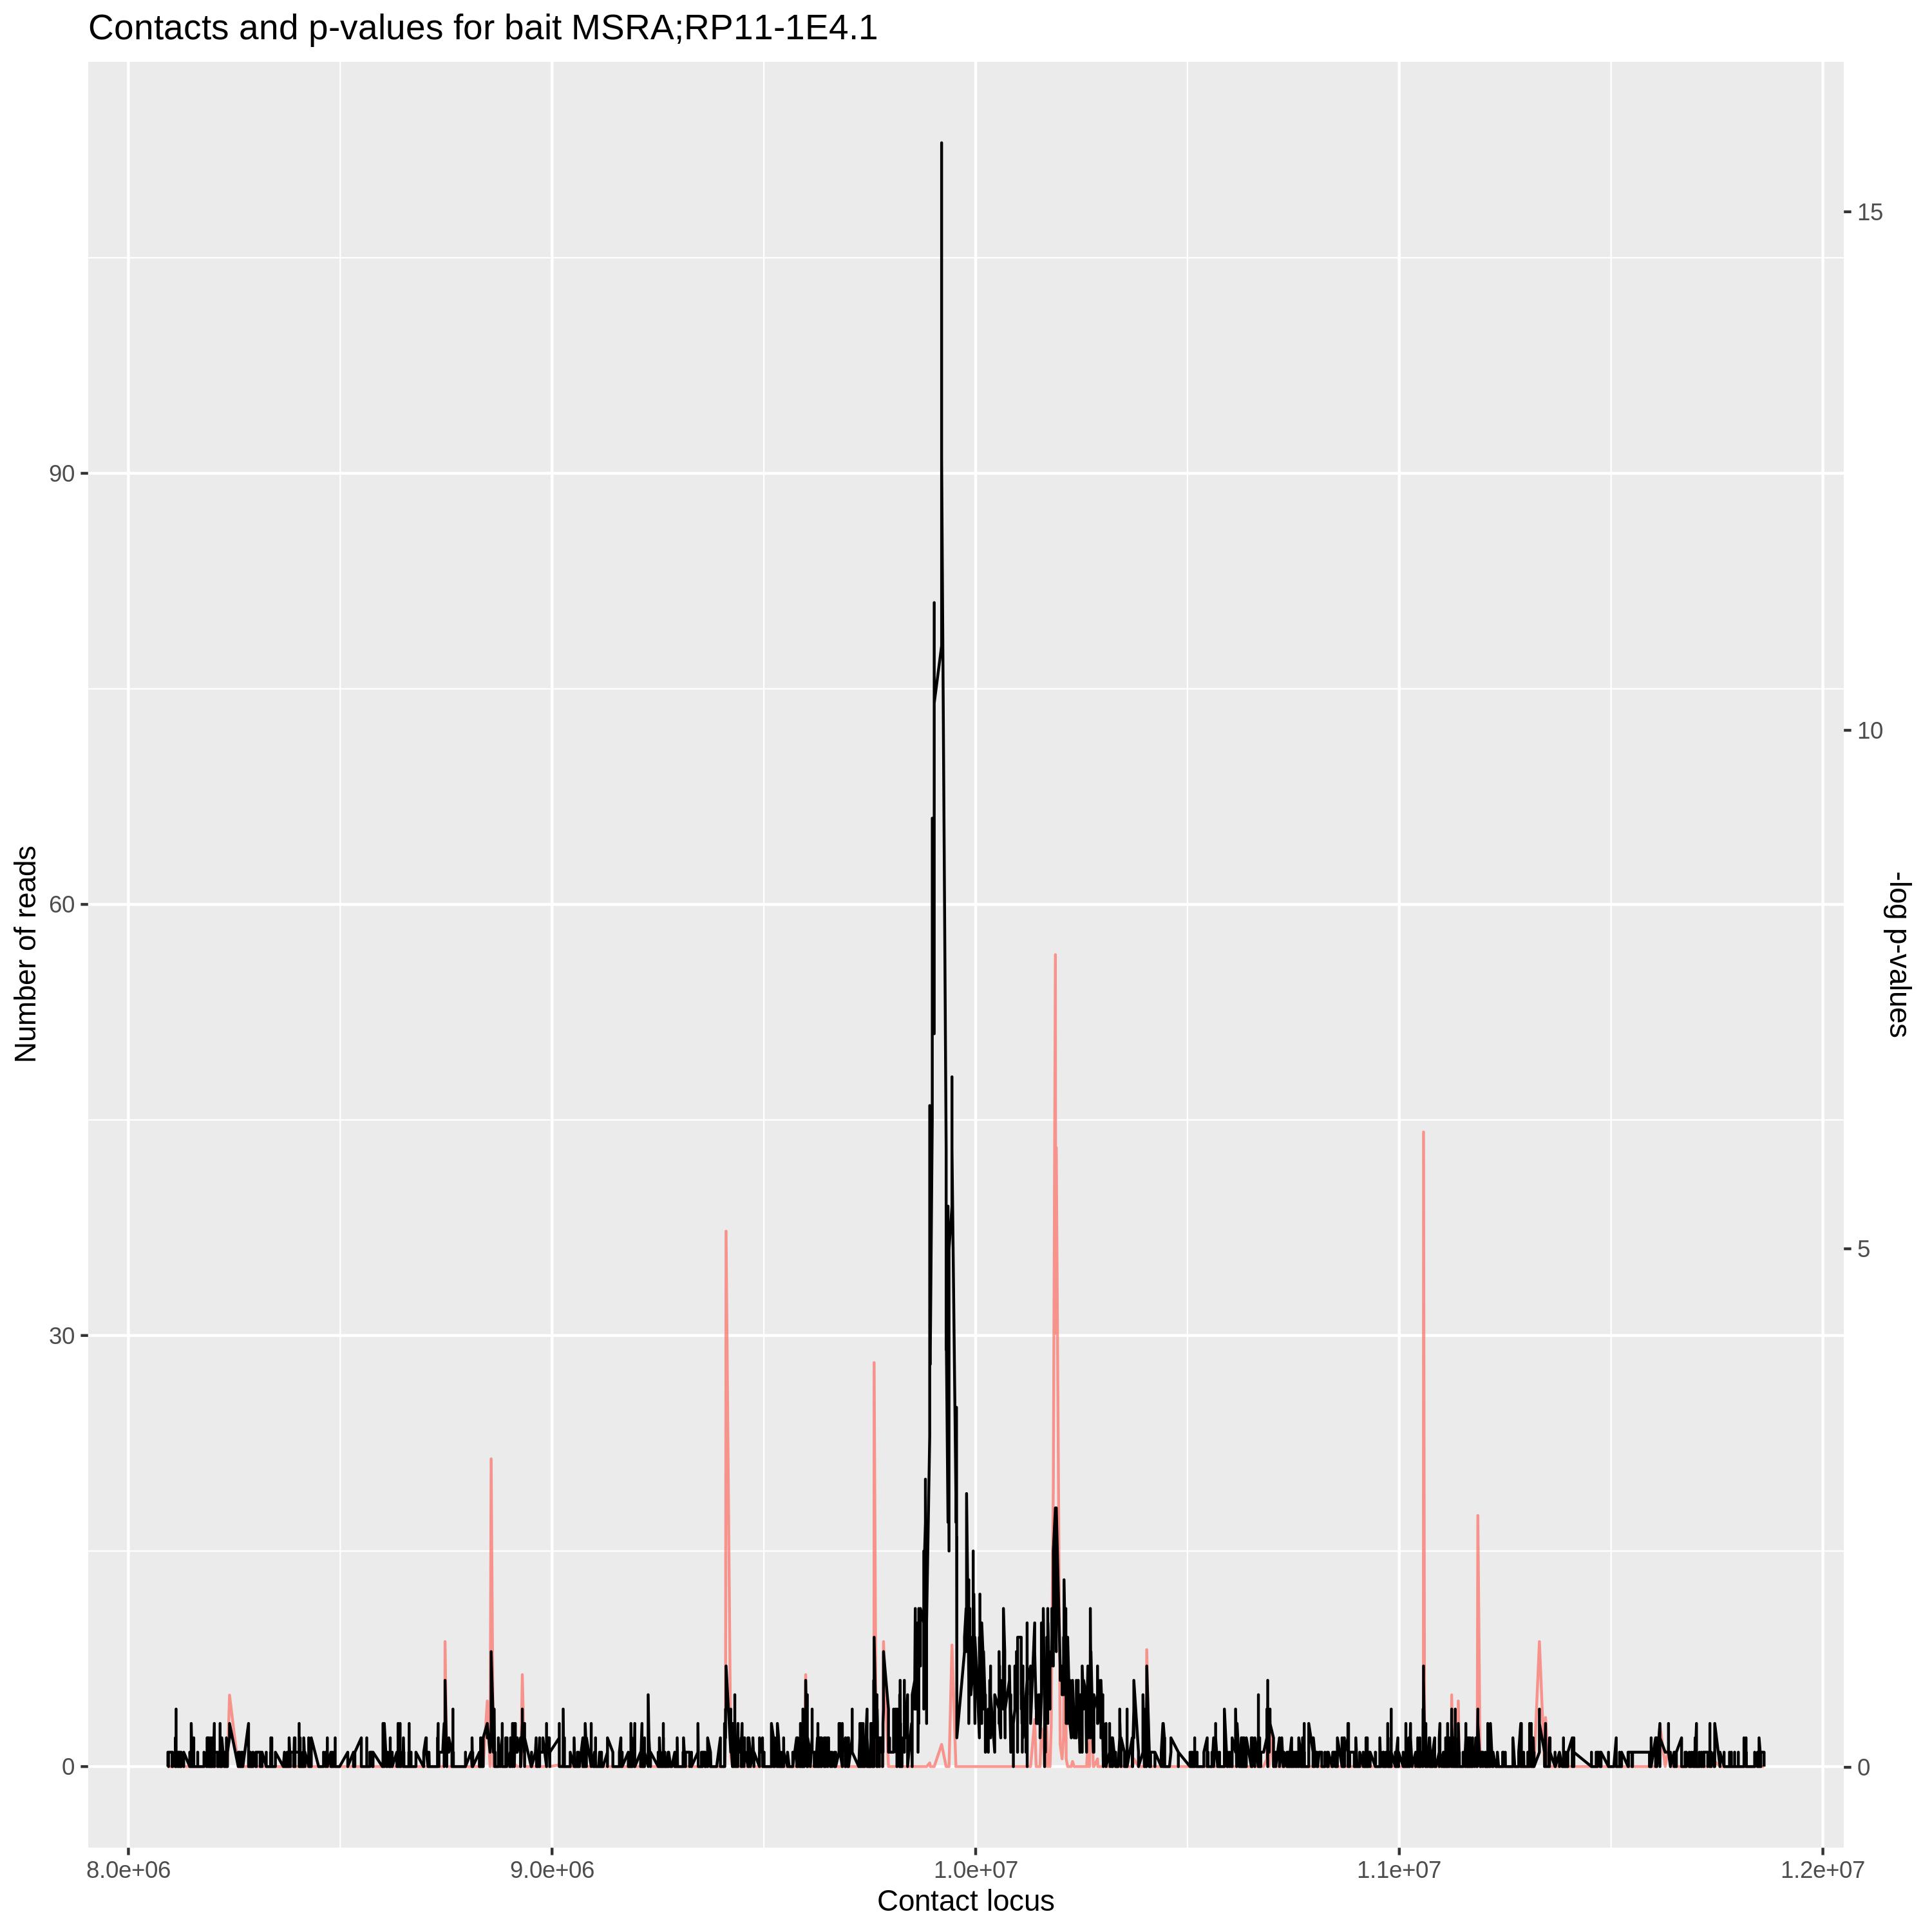 Contacts and p-values for bait MSRA;RP11-1E4.1
Number of reads
90
60
30
0
15
10
5
0
-log p-values
8.0e+06
9.0e+06
1.0e+07
1.1e+07
1.2e+07
Contact locus